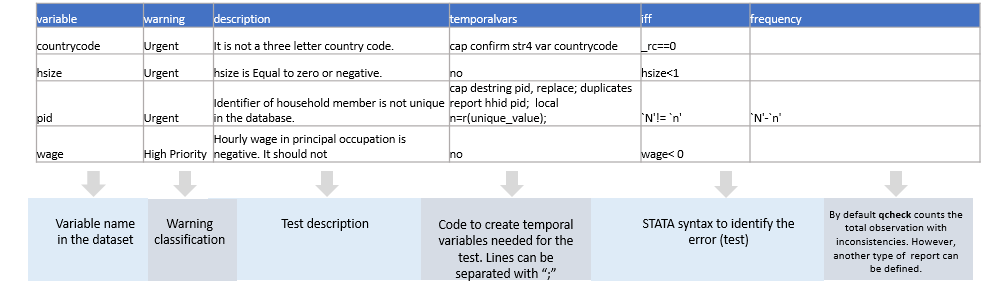 variable warning description temporalvars iff frequency
countrycode Urgent It is not a three letter country code. cap confirm str4 var countrycode _rc==0
hsize Urgent hsize is Equal to zero or negative. no hsize<1
cap destring pid, replace; duplicates
Identifier of household member is not unique report hhid pid; local
pid Urgent in the database. n=r(unique_value); `N'!= `n' `N'-`n'
Hourly wage in principal occupation is
wage High Priority negative. It should not no wage< 0
Variable name
in the dataset
Warning
classification
Test description
Code to create temporal
variables needed for the
test. Lines can be
separated with “;”
STATA syntax to identify the
error (test)
By default qcheck counts the
total observation with
inconsistencies. However,
another type of report can
be defined.